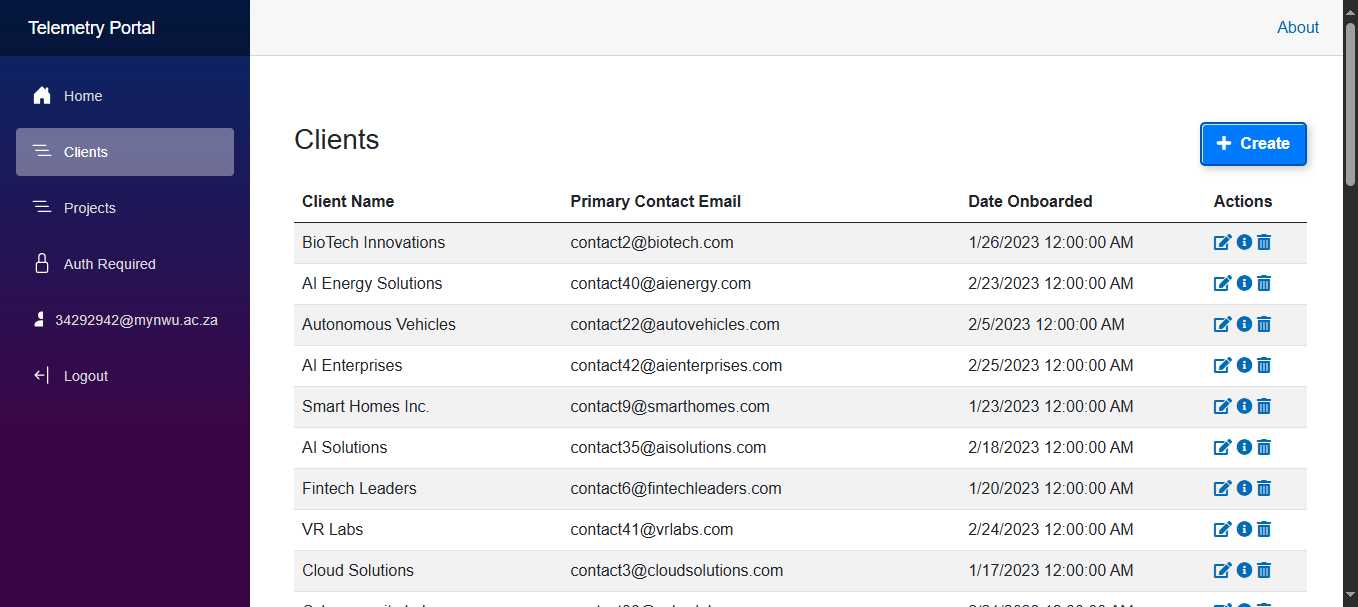 Telemetry Portal
About
Home
Clients
Projects
Auth Required
34292942@mynwu.ac.za
Logout
Clients
Create
Client Name Primary Contact Email Date Onboarded Actions
BioTech Innovations contact2@biotech.com 1/26/2023 12:00:00 AM
AI Energy Solutions contact40@aienergy.com 2/23/2023 12:00:00 AM
Autonomous Vehicles contact22@autovehicles.com 2/5/2023 12:00:00 AM
AI Enterprises contact42@aienterprises.com 2/25/2023 12:00:00 AM
Smart Homes Inc. contact9@smarthomes.com 1/23/2023 12:00:00 AM
AI Solutions contact35@aisolutions.com 2/18/2023 12:00:00 AM
Fintech Leaders contact6@fintechleaders.com 1/20/2023 12:00:00 AM
VR Labs contact41@vrlabs.com 2/24/2023 12:00:00 AM
Cloud Solutions contact3@cloudsolutions.com 1/17/2023 12:00:00 AM